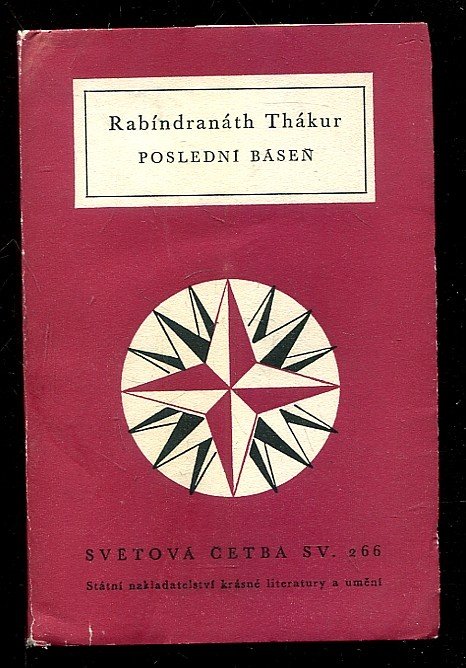 Rabíndranáth Thákur
POSLEDNÍ BÁSEŇ
SVĚTOVÁ ČETBA SV. 266
Státní nakladatelství krásné literatury a umění